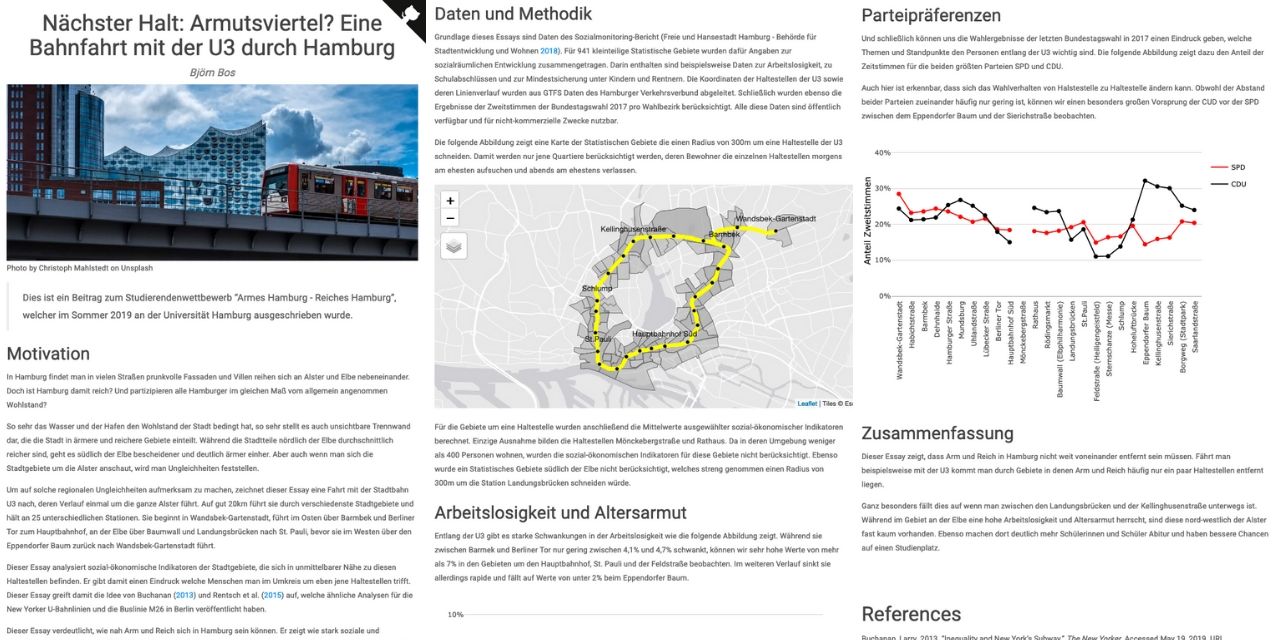 Nächster Halt: Armutsviertel? Eine
Bahnfahrt mit der U3 durch Hamburg
Björn Bos
Photo by Christoph Mahlstedt on Unsplash
Dies ist ein Beitrag zum Studierendenwettbewerb "Armes Hamburg - Reiches Hamburg",
welcher im Sommer 2019 an der Universität Hamburg ausgeschrieben wurde.
Motivation
In Hamburg findet man in vielen Straßen prunkvolle Fassaden und Villen reihen sich an Alster und Elbe nebeneinander.
Doch ist Hamburg damit reich? Und partizipieren alle Hamburger im gleichen Maß vom allgemein angenommen
Wohlstand?
So sehr das Wasser und der Hafen den Wohlstand der Stadt bedingt hat, so sehr stellt es auch unsichtbare Trennwand
dar, die die Stadt in ärmere und reichere Gebiete einteilt. Während die Stadtteile nördlich der Elbe durchschnittlich
reicher sind, geht es südlich der Elbe bescheidener und deutlich ärmer einher. Aber auch wenn man sich die
Stadtgebiete um die Alster anschaut, wird man Ungleichheiten feststellen.
Um auf solche regionalen Ungleichheiten aufmerksam zu machen, zeichnet dieser Essay eine Fahrt mit der Stadtbahn
U3 nach, deren Verlauf einmal um die ganze Alster führt. Auf gut 20km führt sie durch verschiedenste Stadtgebiete und
hält an 25 unterschiedlichen Stationen. Sie beginnt in Wandsbek-Gartenstadt, führt im Osten über Barmbek und Berliner
Tor zum Hauptbahnhof, an der Elbe über Baumwall und Landungsbrücken nach St. Pauli, bevor sie im Westen über den
Eppendorfer Baum zurück nach Wandsbek-Gartenstadt führt.
Dieser Essay analysiert sozial-ökonomische Indikatoren der Stadtgebiete, die sich in unmittelbarer Nähe zu diesen
Haltestellen befinden. Er gibt damit einen Eindruck welche Menschen man im Umkreis um eben jene Haltestellen trifft.
Dieser Essay greift damit die Idee von Buchanan (2013) und Rentsch et al. (2015) auf, welche ähnliche Analysen für die
New Yorker U-Bahnlinien und die Buslinie M26 in Berlin veröffentlicht haben.
Dieser Essay verdeutlicht, wie nah Arm und Reich sich in Hamburg sein können. Er zeigt wie stark soziale und
Daten und Methodik
Grundlage dieses Essays sind Daten des Sozialmonitoring-Bericht (Freie und Hansestadt Hamburg - Behörde für
Stadtentwicklung und Wohnen 2018). Für 941 kleinteilige Statistische Gebiete wurden dafür Angaben zur
sozialräumlichen Entwicklung zusammengetragen. Darin enthalten sind beispielsweise Daten zur Arbeitslosigkeit, zu
Schulabschlüssen und zur Mindestsicherung unter Kindern und Rentnern. Die Koordinaten der Haltestellen der U3 sowie
deren Linienverlauf wurden aus GTFS Daten des Hamburger Verkehrsverbund abgeleitet. Schließlich wurden ebenso die
Ergebnisse der Zweitstimmen der Bundestagswahl 2017 pro Wahlbezirk berücksichtigt. Alle diese Daten sind öffentlich
verfügbar und für nicht-kommerzielle Zwecke nutzbar.
Die folgende Abbildung zeigt eine Karte der Statistischen Gebiete die einen Radius von 300m um eine Haltestelle der U3
schneiden. Damit werden nur jene Quartiere berücksichtigt werden, deren Bewohner die einzelnen Haltestellen morgens
am ehesten aufsuchen und abends am ehestens verlassen.
+
−
Wandsbek-Gartenstadt
Kellinghusenstraße
Barmbek
Schlump
Hauptbahnhof Süd
St.Pauli
Leaflet | Tiles © Es
Für die Gebiete um eine Haltestelle wurden anschließend die Mittelwerte ausgewählter sozial-ökonomischer Indikatoren
berechnet. Einzige Ausnahme bilden die Haltestellen Mönckebergstraße und Rathaus. Da in deren Umgebung weniger
als 400 Personen wohnen, wurden die sozial-ökonomischen Indikatoren für diese Gebiete nicht berücksichtigt. Ebenso
wurde ein Statistisches Gebiete südlich der Elbe nicht berücksichtigt, welches streng genommen einen Radius von
300m um die Station Landungsbrücken schneiden würde.
Arbeitslosigkeit und Altersarmut
Entlang der U3 gibt es starke Schwankungen in der Arbeitslosigkeit wie die folgende Abbildung zeigt. Während sie
zwischen Barmek und Berliner Tor nur gering zwischen 4,1% und 4,7% schwankt, können wir sehr hohe Werte von mehr
als 7% in den Gebieten um den Hauptbahnhof, St. Pauli und der Feldstraße beobachten. Im weiteren Verlauf sinkt sie
allerdings rapide und fällt auf Werte von unter 2% beim Eppendorfer Baum.
10%
Parteipräferenzen
Und schließlich können uns die Wahlergebnisse der letzten Bundestagswahl in 2017 einen Eindruck geben, welche
Themen und Standpunkte den Personen entlang der U3 wichtig sind. Die folgende Abbildung zeigt dazu den Anteil der
Zeitstimmen für die beiden größten Parteien SPD und CDU.
Auch hier ist erkennbar, dass sich das Wahlverhalten von Halstestelle zu Haltestelle ändern kann. Obwohl der Abstand
beider Parteien zueinander häufig nur gering ist, können wir einen besonders großen Vorsprung der CUD vor der SPD
zwischen dem Eppendorfer Baum und der Sierichstraße beobachten.
40%
30%
20%
10%
0%
Anteil Zweitstimmen
SPD
CDU
Wandsbek-Gartenstadt
Habichtstraße
Barmbek
Dehnhaide
Hamburger Straße
Mundsburg
Uhlandstraße
Lübecker Straße
Berliner Tor
Hauptbahnhof Süd
Mönckebergstraße
Rathaus
Rödingsmarkt
Baumwall (Elbphilharmonie)
Landungsbrücken
St.Pauli
Feldstraße (Heiligengeistfeld)
Sternschanze (Messe)
Schlump
Hoheluftbrücke
Eppendorfer Baum
Kellinghusenstraße
Sierichstraße
Borgweg (Stadtpark)
Saarlandstraße
Zusammenfassung
Dieser Essay zeigt, dass Arm und Reich in Hamburg nicht weit voneinander entfernt sein müssen. Fährt man
beispielsweise mit der U3 kommt man durch Gebiete in denen Arm und Reich häufig nur ein paar Haltestellen entfernt
liegen.
Ganz besonders fällt dies auf wenn man zwischen den Landungsbrücken und der Kellinghusenstraße unterwegs ist.
Während im Gebiet an der Elbe eine hohe Arbeitslosigkeit und Altersarmut herrscht, sind diese nord-westlich der Alster
fast kaum vorhanden. Ebenso machen dort deutlich mehr Schülerinnen und Schüler Abitur und haben bessere Chancen
auf einen Studienplatz.
References
Buchanan, Larry. 2013. "Inequality and New York's Subway." The New Yorker. Accessed May 19, 2019. URL